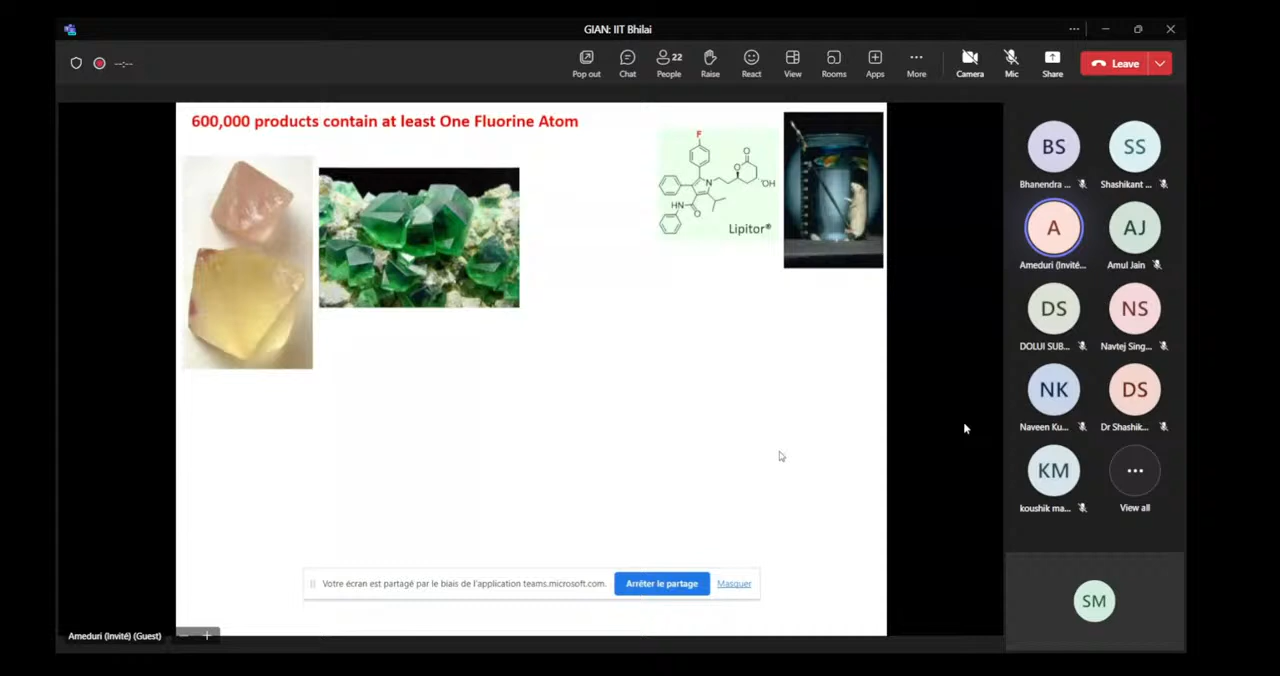 GIAN: IIT Bhilai
--:--
Pop out
Chat
22
People
Raise
React
View
Rooms
Apps
More
Camera
Mic
Share
Leave
600,000 products contain at least One Fluorine Atom
F
O
O
N
'OH
HN
O
Lipitor®
BS
SS
Bhanendra ...
Shashikant ...
A
AJ
Ameduri (Invité...
Amul Jain
DS
NS
DOLUI SUB...
Navtej Sing...
NK
DS
Naveen Ku...
Dr Shashik...
KM
koushik ma...
View all
SM
Votre écran est partagé par le biais de l'application teams.microsoft.com.
Arrêter le partage
Masquer
Ameduri (Invité) (Guest)